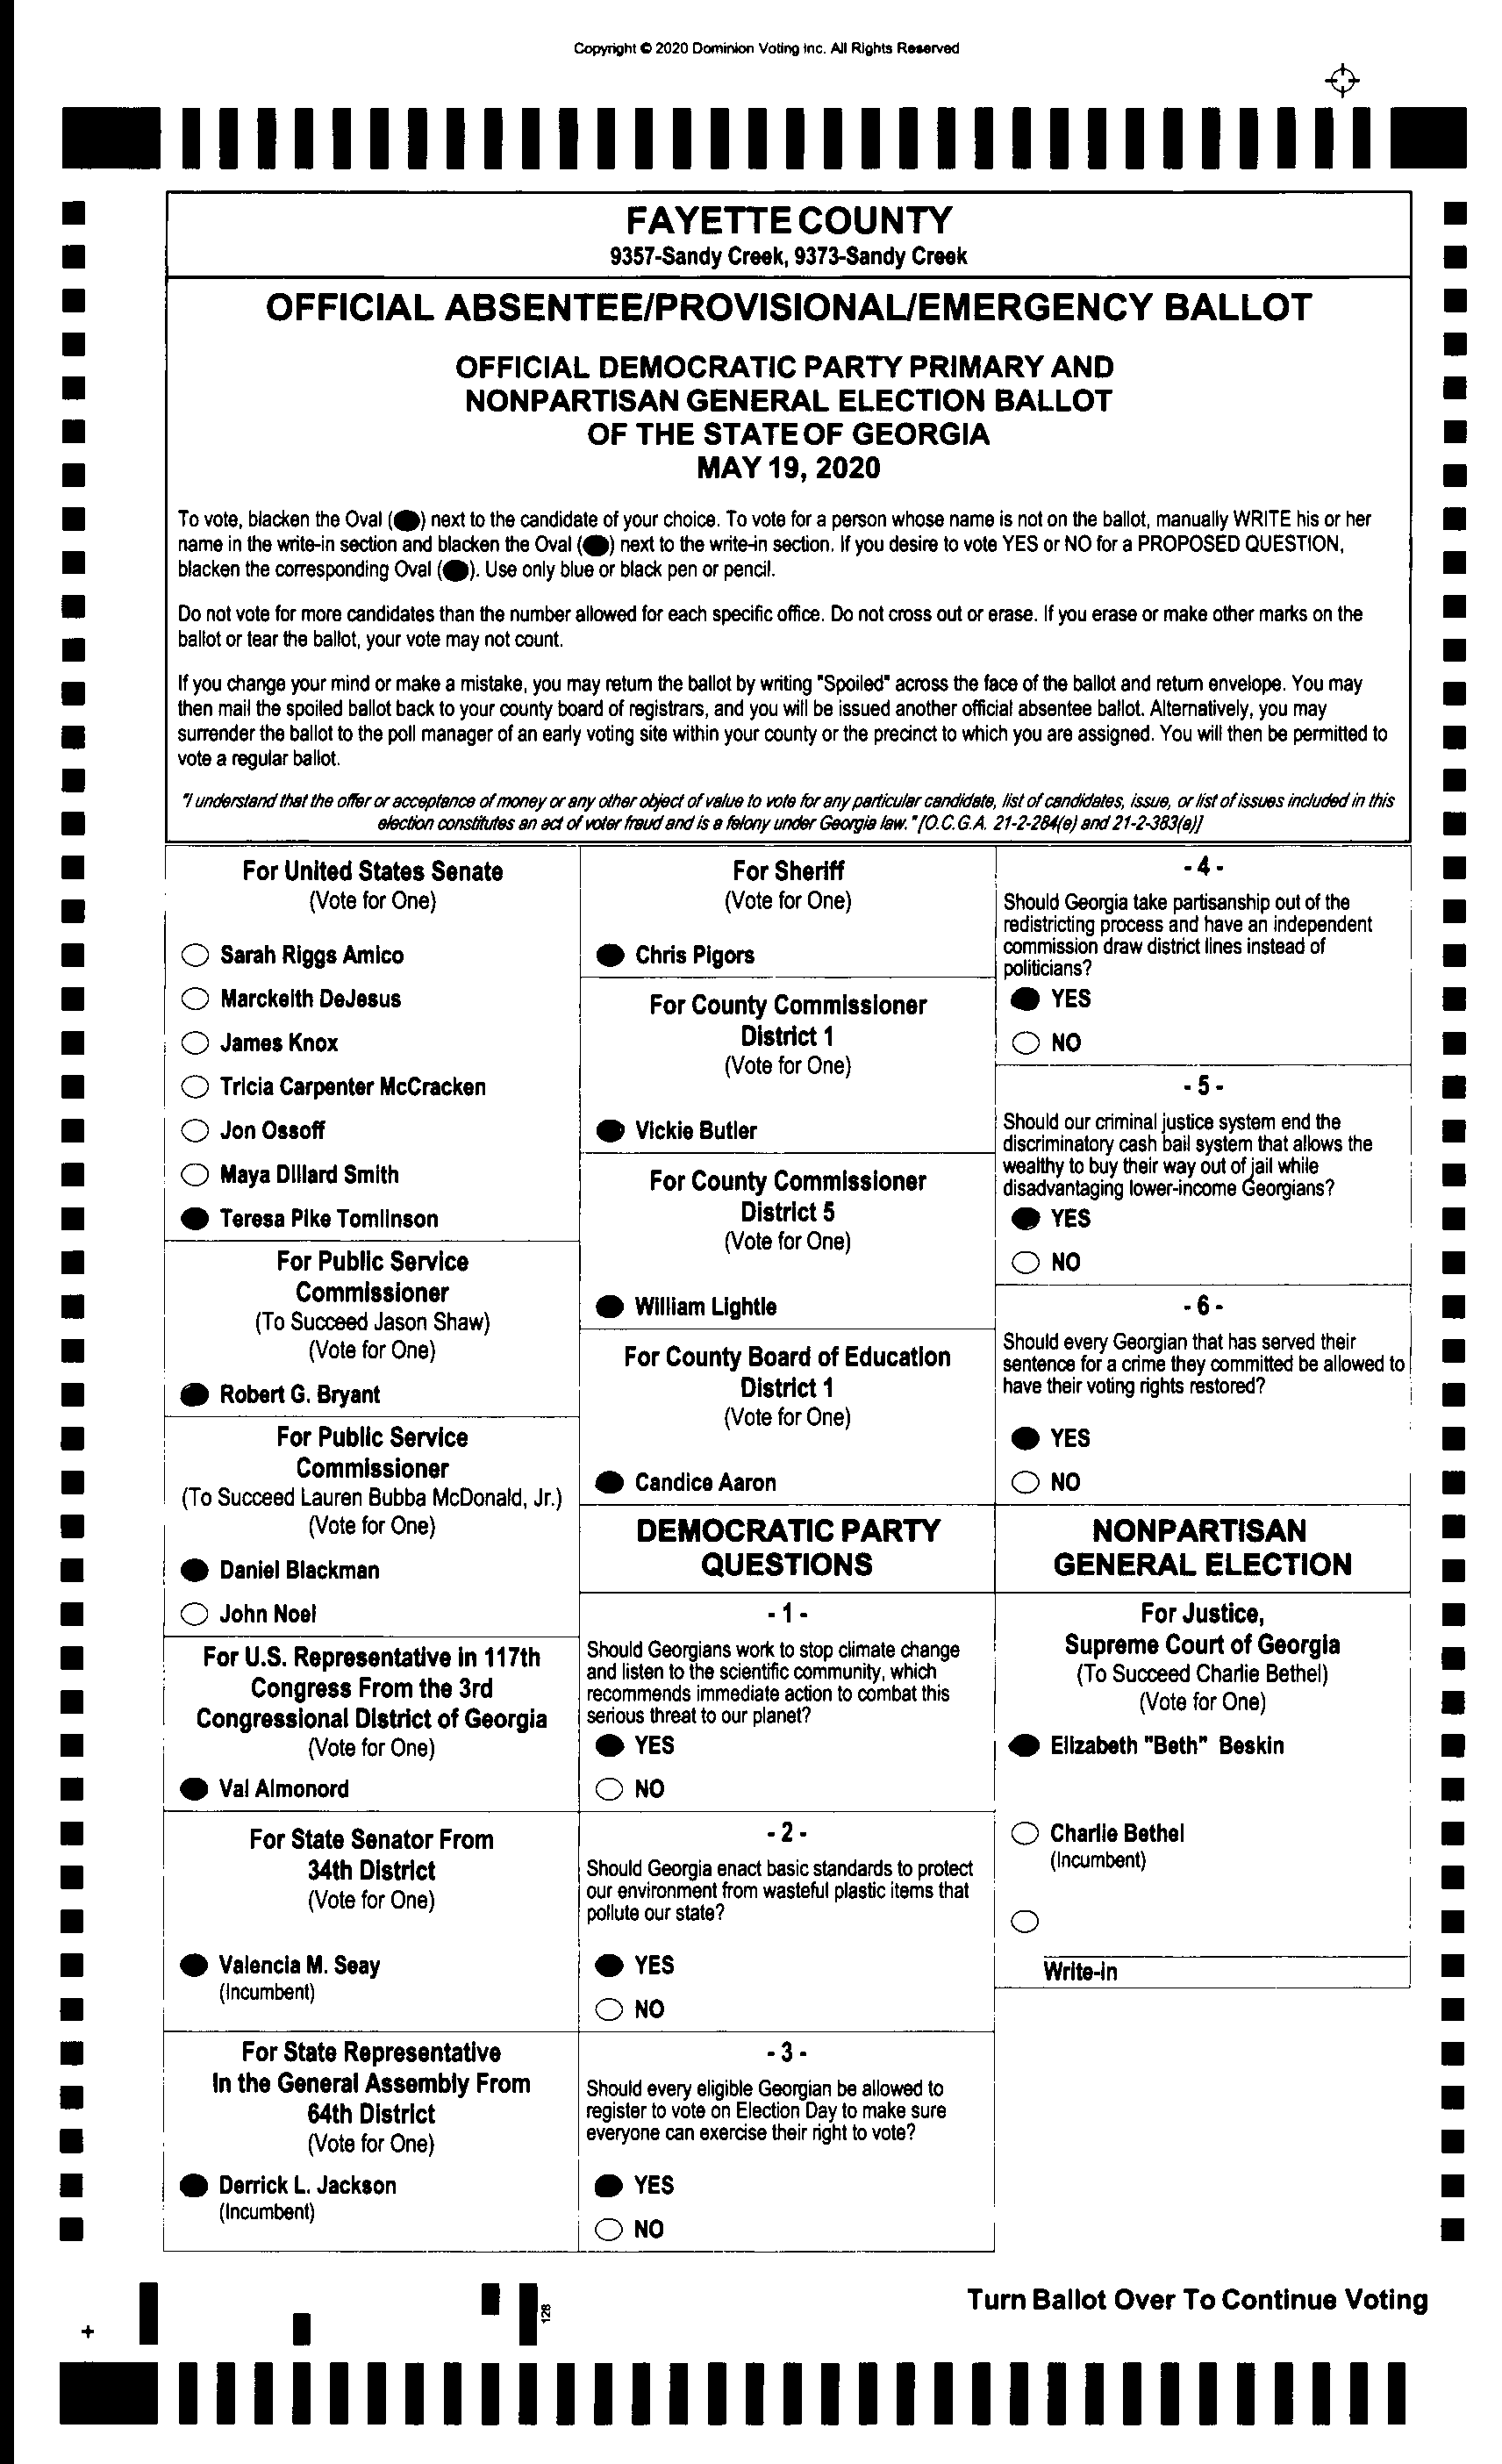 Copyright © 2020 Dominion Voting Inc. All Rights Reserved
FAYETTE COUNTY
9357-Sandy Creek, 9373-Sandy Creek
OFFICIAL ABSENTEE/PROVISIONAL/EMERGENCY BALLOT
OFFICIAL DEMOCRATIC PARTY PRIMARY AND
NONPARTISAN GENERAL ELECTION BALLOT
OF THE STATE OF GEORGIA
MAY 19, 2020
To vote, blacken the Oval (●) next to the candidate of your choice. To vote for a person whose name is not on the ballot, manually WRITE his or her
name in the write-in section and blacken the Oval (●) next to the write-in section. If you desire to vote YES or NO for a PROPOSED QUESTION,
blacken the corresponding Oval (●). Use only blue or black pen or pencil.
Do not vote for more candidates than the number allowed for each specific office. Do not cross out or erase. If you erase or make other marks on the
ballot or tear the ballot, your vote may not count.
If you change your mind or make a mistake, you may return the ballot by writing "Spoiled" across the face of the ballot and return envelope. You may
then mail the spoiled ballot back to your county board of registrars, and you will be issued another official absentee ballot. Alternatively, you may
surrender the ballot to the poll manager of an early voting site within your county or the precinct to which you are assigned. You will then be permitted to
vote a regular ballot.
"I understand that the offer or acceptance of money or any other object of value to vote for any particular candidate, list of candidates, issue, or list of issues included in this
election constitutes an act of voter fraud and is a felony under Georgia law." [O.C.G.A. 21-2-284(e) and 21-2-383(a)]
For United States Senate
(Vote for One)
Sarah Riggs Amico
Marckeith DeJesus
James Knox
Tricia Carpenter McCracken
Jon Ossoff
Maya Dillard Smith
Teresa Pike Tomlinson
For Public Service
Commissioner
(To Succeed Jason Shaw)
(Vote for One)
Robert G. Bryant
For Public Service
Commissioner
(To Succeed Lauren Bubba McDonald, Jr.)
(Vote for One)
Daniel Blackman
John Noel
For U.S. Representative in 117th
Congress From the 3rd
Congressional District of Georgia
(Vote for One)
Val Almonord
For State Senator From
34th District
(Vote for One)
Valencia M. Seay
(Incumbent)
For State Representative
In the General Assembly From
64th District
(Vote for One)
Derrick L. Jackson
(Incumbent)
For Sheriff
(Vote for One)
Chris Pigors
For County Commissioner
District 1
(Vote for One)
Vickie Butler
For County Commissioner
District 5
(Vote for One)
William Lightle
For County Board of Education
District 1
(Vote for One)
Candice Aaron
DEMOCRATIC PARTY
QUESTIONS
- 1 -
Should Georgians work to stop climate change
and listen to the scientific community, which
recommends immediate action to combat this
serious threat to our planet?
YES
NO
- 2 -
Should Georgia enact basic standards to protect
our environment from wasteful plastic items that
pollute our state?
YES
NO
- 3 -
Should every eligible Georgian be allowed to
register to vote on Election Day to make sure
everyone can exercise their right to vote?
YES
NO
- 4 -
Should Georgia take partisanship out of the
redistricting process and have an independent
commission draw district lines instead of
politicians?
YES
NO
- 5 -
Should our criminal justice system end the
discriminatory cash bail system that allows the
wealthy to buy their way out of jail while
disadvantaging lower-income Georgians?
YES
NO
- 6 -
Should every Georgian that has served their
sentence for a crime they committed be allowed to
have their voting rights restored?
YES
NO
NONPARTISAN
GENERAL ELECTION
For Justice,
Supreme Court of Georgia
(To Succeed Charlie Bethel)
(Vote for One)
Elizabeth "Beth" Beskin
Charlie Bethel
(Incumbent)
Write-in
128
Turn Ballot Over To Continue Voting